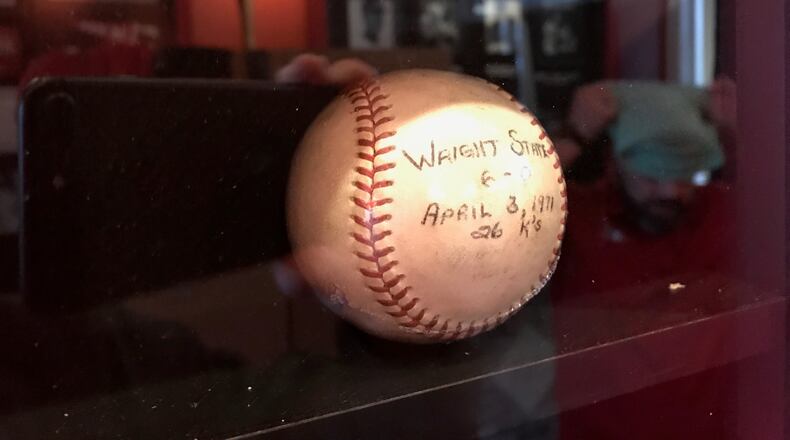 WRIGHT STATE
6-0
APRIL 3, 1971
26 K's